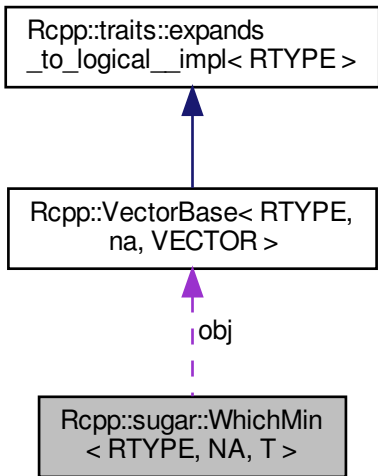 Rcpp::traits::expands
_to_logical__impl< RTYPE >
Rcpp::VectorBase< RTYPE,
na, VECTOR >
obj
Rcpp::sugar::WhichMin
< RTYPE, NA, T >